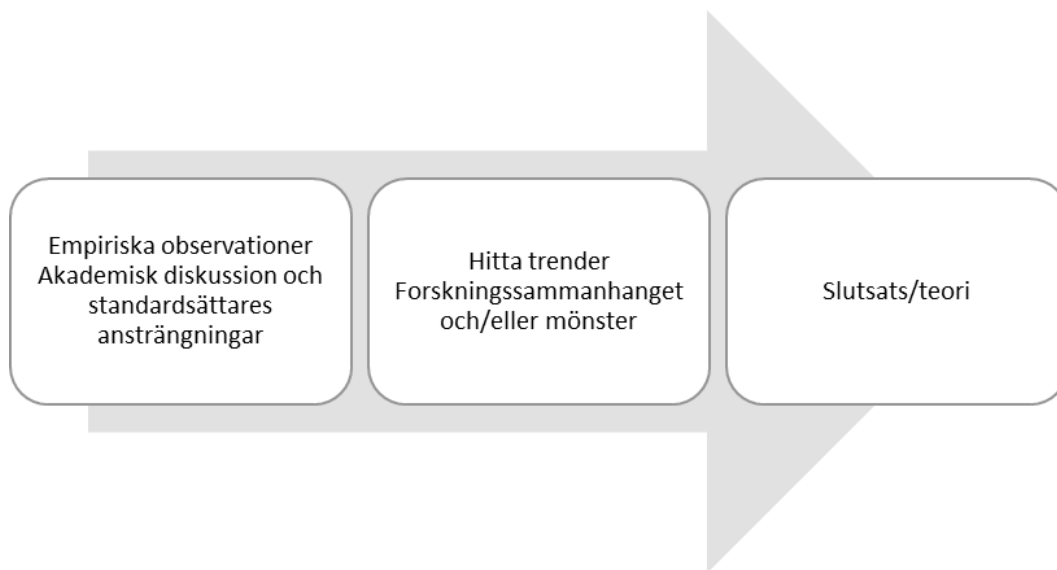 Empiriska observationer
Akademisk diskussion och
standardsättares
ansträngningar
Hitta trender
Forskningssammanhanget
och/eller mönster
Slutsats/teori